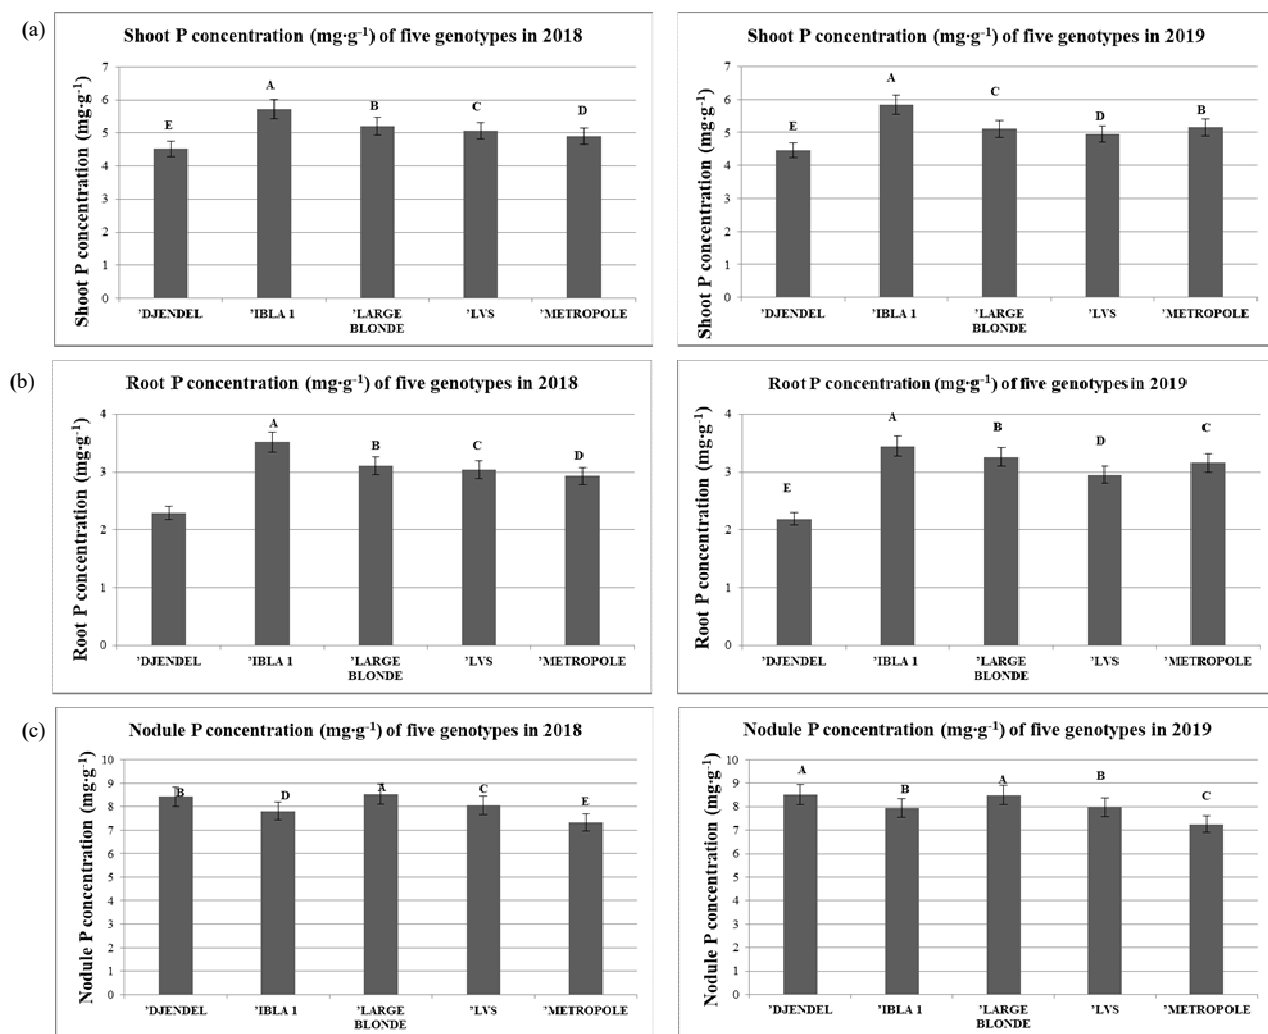 (a)
Shoot P concentration (mg·g-1) of five genotypes in 2018
Shoot P concentration (mg·g-1)
7
6
5
4
3
2
1
0
E
A
B
C
D
’DJENDEL
’IBLA 1
’LARGE BLONDE
’LVS
’METROPOLE
Shoot P concentration (mg·g-1) of five genotypes in 2019
Shoot P concentration (mg·g-1)
7
6
5
4
3
2
1
0
E
A
C
D
B
’DJENDEL
’IBLA 1
’LARGE BLONDE
’LVS
’METROPOLE
(b)
Root P concentration (mg·g-1) of five genotypes in 2018
Root P concentration (mg·g-1)
4
3
2
1
0
A
B
C
D
’DJENDEL
’IBLA 1
’LARGE BLONDE
’LVS
’METROPOLE
Root P concentration (mg·g-1) of five genotypes in 2019
Root P concentration (mg·g-1)
4
3
2
1
0
E
A
B
D
C
’DJENDEL
’IBLA 1
’LARGE BLONDE
’LVS
’METROPOLE
(c)
Nodule P concentration (mg·g-1) of five genotypes in 2018
Nodule P concentration (mg·g-1)
10
9
8
7
6
5
4
3
2
1
0
B
D
A
C
E
’DJENDEL
’IBLA 1
’LARGE BLONDE
’LVS
’METROPOLE
Nodule P concentration (mg·g-1) of five genotypes in 2019
Nodule P concentration (mg·g-1)
10
9
8
7
6
5
4
3
2
1
0
A
B
A
B
C
’DJENDEL
’IBLA 1
’LARGE BLONDE
’LVS
’METROPOLE